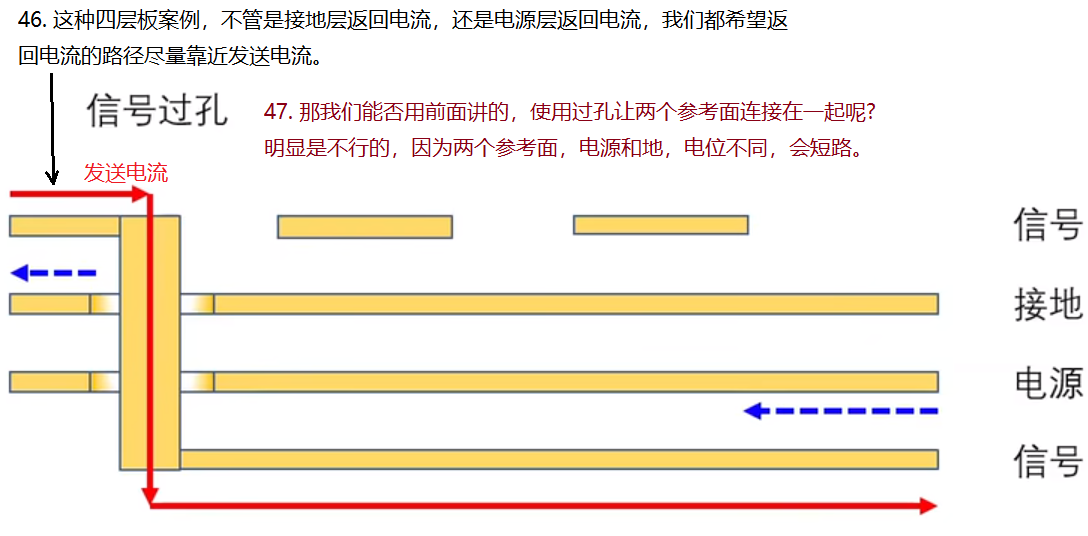 46. 这种四层板案例，不管是接地层返回电流，还是电源层返回电流，我们都希望返
回电流的路径尽量靠近发送电流。
信号过孔
47. 那我们能否用前面讲的，使用过孔让两个参考面连接在一起呢？
明显是不行的，因为两个参考面，电源和地，电位不同，会短路。
发送电流
信号
接地
电源
信号